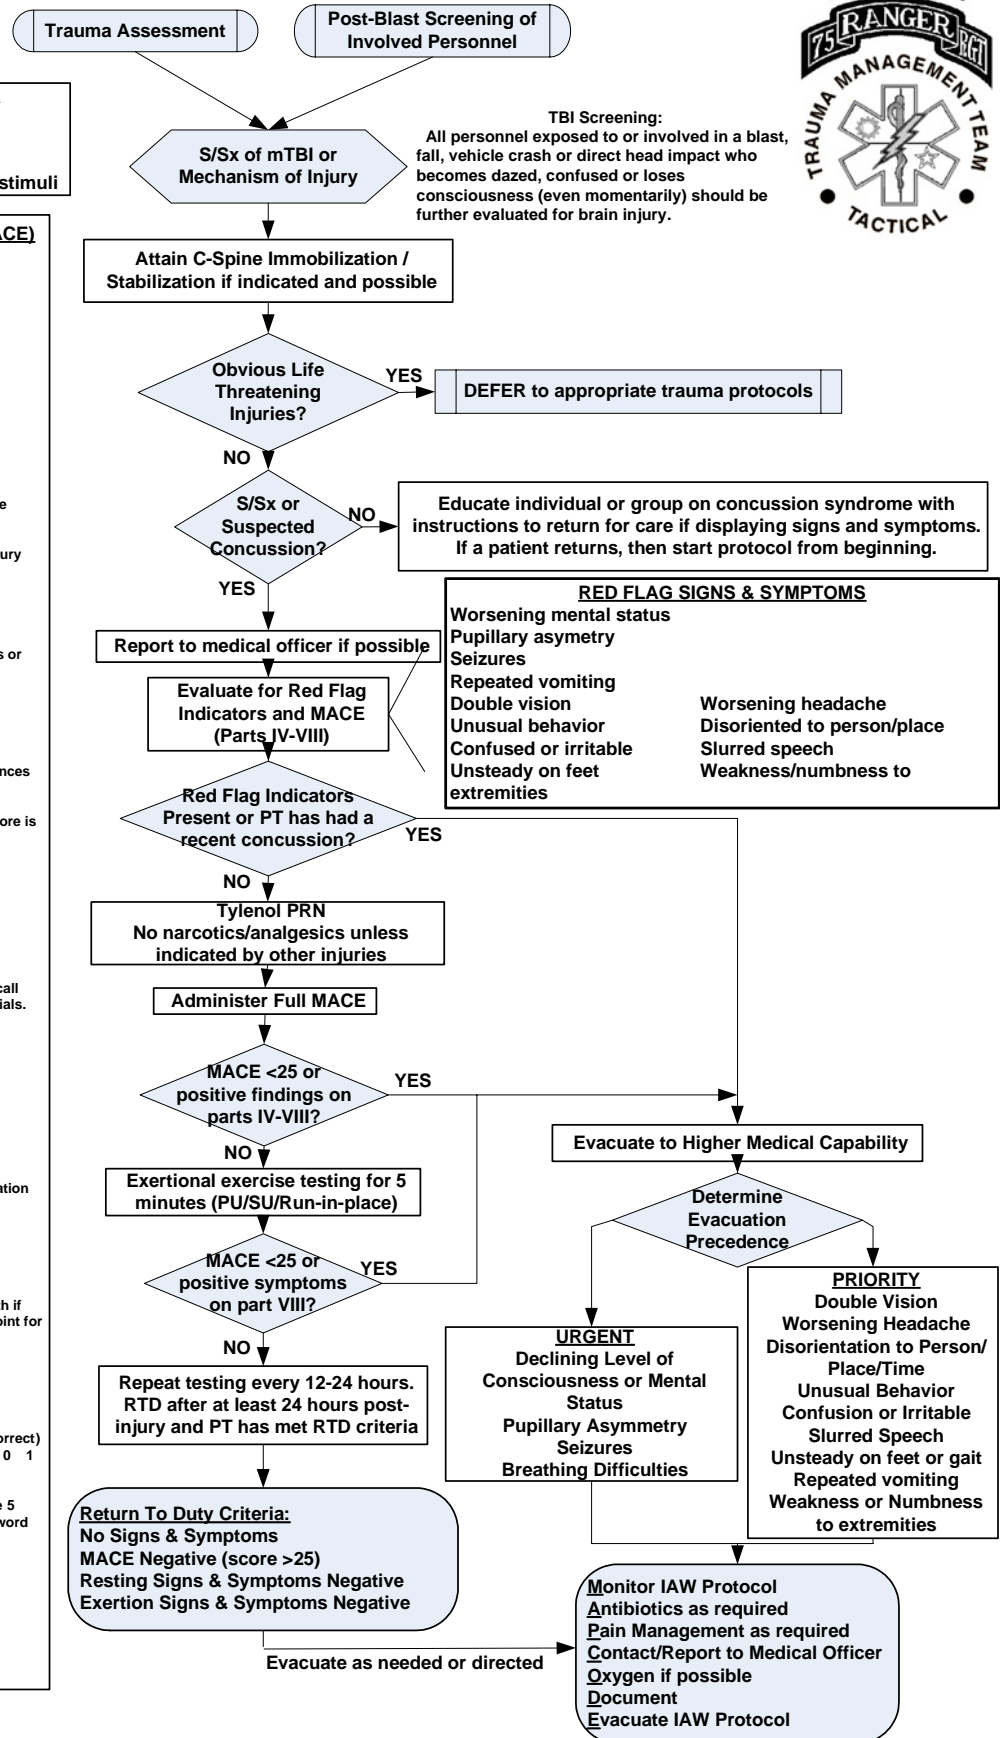 Trauma Assessment
Post-Blast Screening of
Involved Personnel
75 RANGER RGT
TRAUMA MANAGEMENT TEAM
TACTICAL
stimuli
ACE)
e
ury
s or
nces
ore is
call
ials.
ation
th if
oint for
orrect)
0 1
e 5
word
S/Sx of mTBI or
Mechanism of Injury
TBI Screening:
All personnel exposed to or involved in a blast,
fall, vehicle crash or direct head impact who
becomes dazed, confused or loses
consciousness (even momentarily) should be
further evaluated for brain injury.
Attain C-Spine Immobilization /
Stabilization if indicated and possible
Obvious Life
Threatening
Injuries?
YES
DEFER to appropriate trauma protocols
NO
S/Sx or
Suspected
Concussion?
NO
Educate individual or group on concussion syndrome with
instructions to return for care if displaying signs and symptoms.
If a patient returns, then start protocol from beginning.
YES
Report to medical officer if possible
Evaluate for Red Flag
Indicators and MACE
(Parts IV-VIII)
RED FLAG SIGNS & SYMPTOMS
Worsening mental status
Pupillary asymetry
Seizures
Repeated vomiting
Double vision Worsening headache
Unusual behavior Disoriented to person/place
Confused or irritable Slurred speech
Unsteady on feet Weakness/numbness to
extremities
Red Flag Indicators
Present or PT has had a
recent concussion?
YES
NO
Tylenol PRN
No narcotics/analgesics unless
indicated by other injuries
Administer Full MACE
MACE <25 or
positive findings on
parts IV-VIII?
YES
NO
Exertional exercise testing for 5
minutes (PU/SU/Run-in-place)
MACE <25 or
positive symptoms
on part VIII?
YES
NO
Repeat testing every 12-24 hours.
RTD after at least 24 hours post-
injury and PT has met RTD criteria
Return To Duty Criteria:
No Signs & Symptoms
MACE Negative (score >25)
Resting Signs & Symptoms Negative
Exertion Signs & Symptoms Negative
Evacuate as needed or directed
Evacuate to Higher Medical Capability
Determine
Evacuation
Precedence
URGENT
Declining Level of
Consciousness or Mental
Status
Pupillary Asymmetry
Seizures
Breathing Difficulties
PRIORITY
Double Vision
Worsening Headache
Disorientation to Person/
Place/Time
Unusual Behavior
Confusion or Irritable
Slurred Speech
Unsteady on feet or gait
Repeated vomiting
Weakness or Numbness
to extremities
Monitor IAW Protocol
Antibiotics as required
Pain Management as required
Contact/Report to Medical Officer
Oxygen if possible
Document
Evacuate IAW Protocol